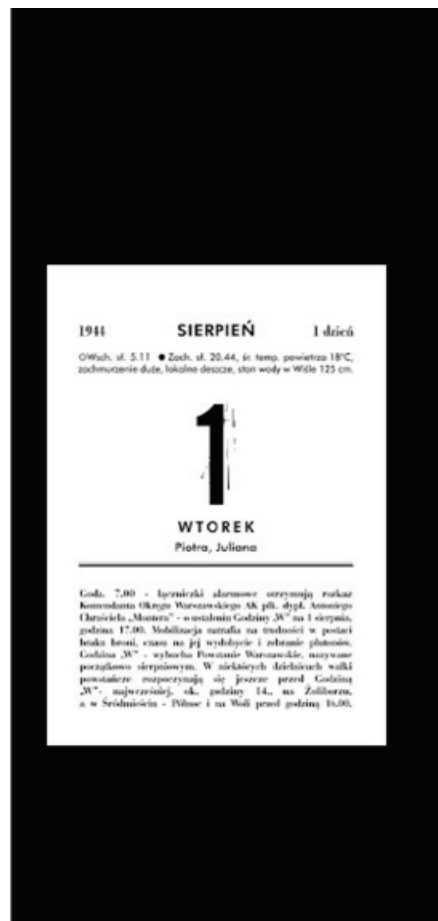 1944 SIERPIEŃ 1 dzień
Wsch. sł. 5.11 ● Zach. sł. 20.44, śr. temp. powietrza 18°C,
zachmurzenie duże, lokalne deszcze, stan wody w Wiśle 125 cm.
1
WTOREK
Piotra, Juliana
Godz. 7.00 - łączniczki alarmowe otrzymują rozkaz
Komendanta Okręgu Warszawskiego AK płk. dypl. Antoniego
Chruściela „Montera" - o ustaleniu Godziny „W" na 1 sierpnia,
godzina 17.00. Mobilizacja natrafia na trudności w postaci
braku broni, czasu na jej wydobycie i zebranie plutonów.
Godzina „W" - wybucha Powstanie Warszawskie, nazywane
początkowo sierpniowym. W niektórych dzielnicach walki
powstańcze rozpoczynają się jeszcze przed Godziną
„W"- najwcześniej, ok. godziny 14., na Żoliborzu,
a w Śródmieściu - Północ i na Woli przed godziną 16.00.